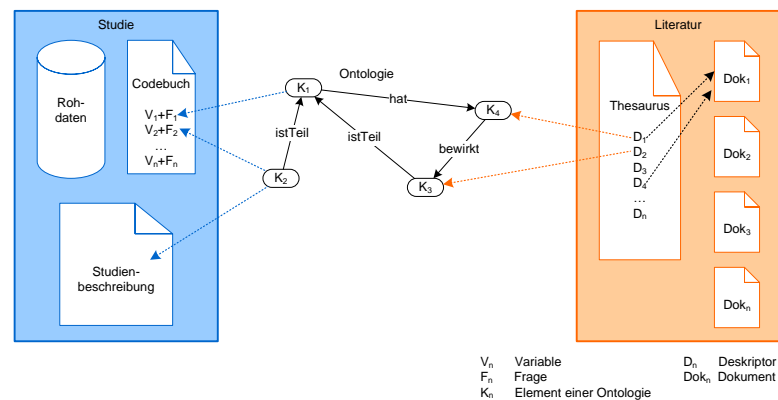 Studie
Roh-
daten
Codebuch
V1+F1
V2+F2
...
Vn+Fn
Studien-
beschreibung
Ontologie
K1
hat
K4
istTeil
istTeil
bewirkt
K2
K3
Literatur
Thesaurus
D1
D2
D3
D4
...
Dn
Dok1
Dok2
Dok3
Dokn
Vn Variable
Fn Frage
Kn Element einer Ontologie
Dn Deskriptor
Dokn Dokument